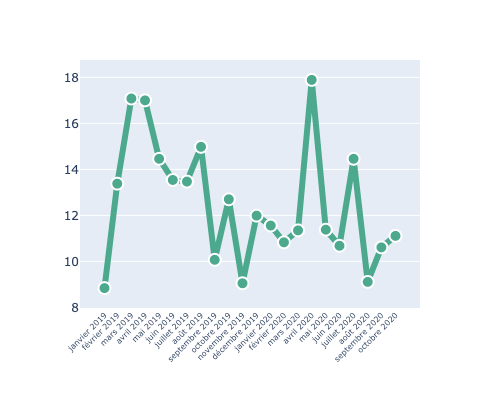 18
16
14
12
10
8
janvier 2019
février 2019
mars 2019
avril 2019
mai 2019
juin 2019
juillet 2019
août 2019
septembre 2019
octobre 2019
novembre 2019
décembre 2019
janvier 2020
février 2020
mars 2020
avril 2020
mai 2020
juin 2020
juillet 2020
août 2020
septembre 2020
octobre 2020